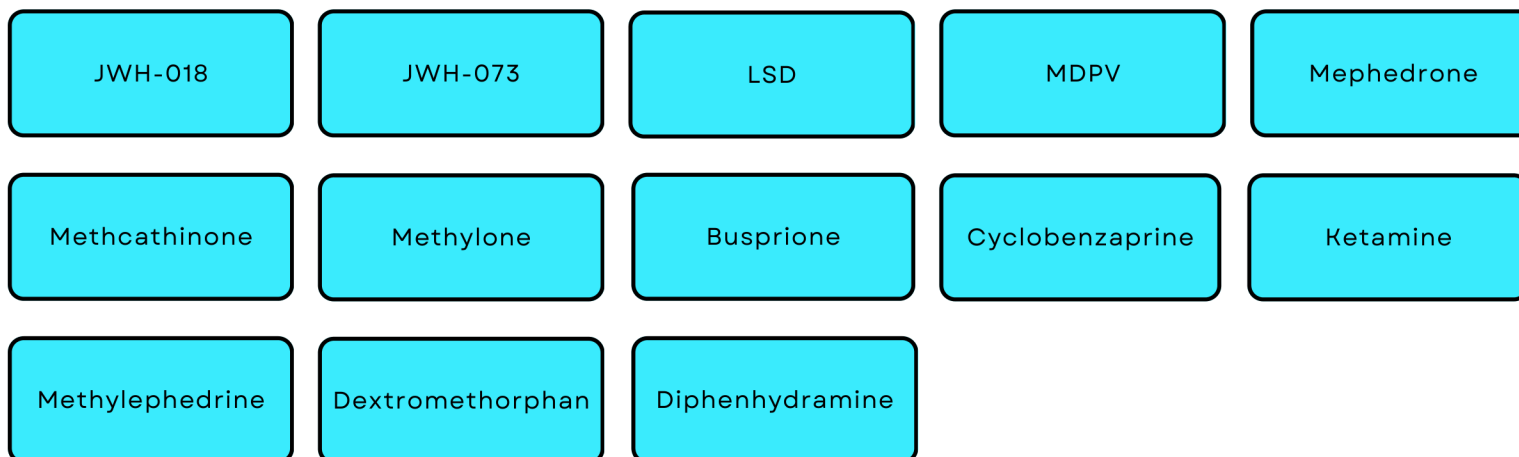 JWH-018
JWH-073
LSD
MDPV
Mephedrone
Methcathinone
Methylone
Busprione
Cyclobenzaprine
Ketamine
Methylephedrine
Dextromethorphan
Diphenhydramine